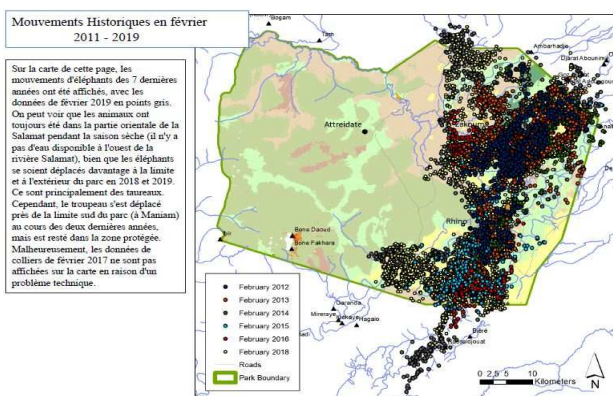 Mouvements Historiques en février
2011 - 2019
Sur la carte de cette page, les
mouvements d'éléphants des 7 dernières
années ont été affichés, avec les
données de février 2019 en points gris.
On peut voir que les animaux ont
toujours été dans la partie orientale de la
Salamat pendant la saison sèche (il n'y a
pas d'eau disponible à l'ouest de la
rivière Salamat), bien que les éléphants
se soient déplacés davantage à la limite
et à l'extérieur du parc en 2018 et 2019.
Ce sont principalement des taureaux.
Cependant, le troupeau s'est déplacé
près de la limite sud du parc (à Maniam)
au cours des deux dernières années,
mais est resté dans la zone protégée.
Malheureusement, les données de
colliers de février 2017 ne sont pas
affichées sur la carte en raison d'un
problème technique.
Bogam
Ambarhadje
Attreidate
Rhino
Bone Daoud
Bone Fakhara
Daranda
Hagalo
Bière
February 2012
February 2013
February 2014
February 2015
February 2016
February 2018
Roads
Park Boundary
0 2,5 5 10
Kilometers
N